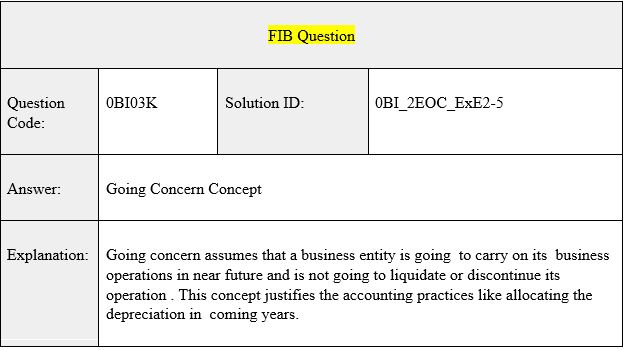 FIB Question
Question Code: 0BI03K Solution ID: 0BI_2EOC_ExE2-5
Answer: Going Concern Concept
Explanation: Going concern assumes that a business entity is going to carry on its business
operations in near future and is not going to liquidate or discontinue its
operation . This concept justifies the accounting practices like allocating the
depreciation in coming years.